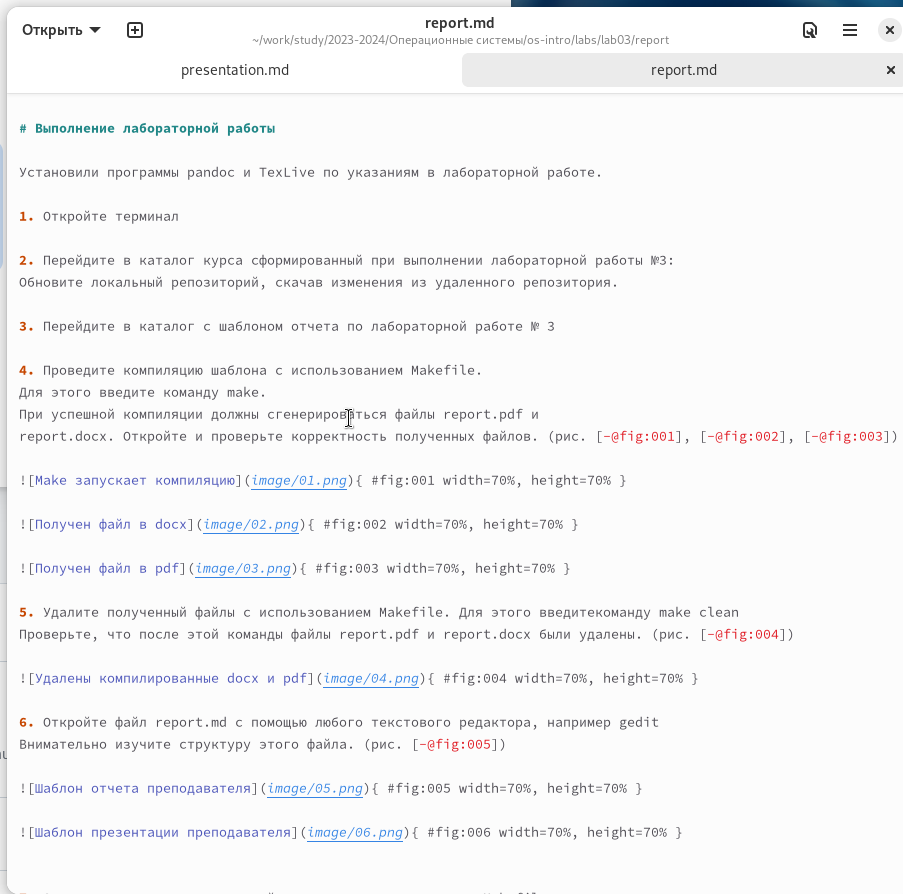 Открыть
report.md
~/work/study/2023-2024/Операционные системы/os-intro/labs/lab03/report
presentation.md
report.md
# Выполнение лабораторной работы
Установили программы pandoc и TexLive по указаниям в лабораторной работе.
1. Откройте терминал
2. Перейдите в каталог курса сформированный при выполнении лабораторной работы №3:
Обновите локальный репозиторий, скачав изменения из удаленного репозитория.
3. Перейдите в каталог с шаблоном отчета по лабораторной работе № 3
4. Проведите компиляцию шаблона с использованием Makefile.
Для этого введите команду make.
При успешной компиляции должны сгенерироваться файлы report.pdf и
report.docx. Откройте и проверьте корректность полученных файлов. (рис. [-@fig:001], [-@fig:002], [-@fig:003])
![Make запускает компиляцию](image/01.png){ #fig:001 width=70%, height=70% }
![Получен файл в docx](image/02.png){ #fig:002 width=70%, height=70% }
![Получен файл в pdf](image/03.png){ #fig:003 width=70%, height=70% }
5. Удалите полученный файлы с использованием Makefile. Для этого введитекоманду make clean
Проверьте, что после этой команды файлы report.pdf и report.docx были удалены. (рис. [-@fig:004])
![Удалены компилированные docx и pdf](image/04.png){ #fig:004 width=70%, height=70% }
6. Откройте файл report.md с помощью любого текстового редактора, например gedit
Внимательно изучите структуру этого файла. (рис. [-@fig:005])
![Шаблон отчета преподавателя](image/05.png){ #fig:005 width=70%, height=70% }
![Шаблон презентации преподавателя](image/06.png){ #fig:006 width=70%, height=70% }